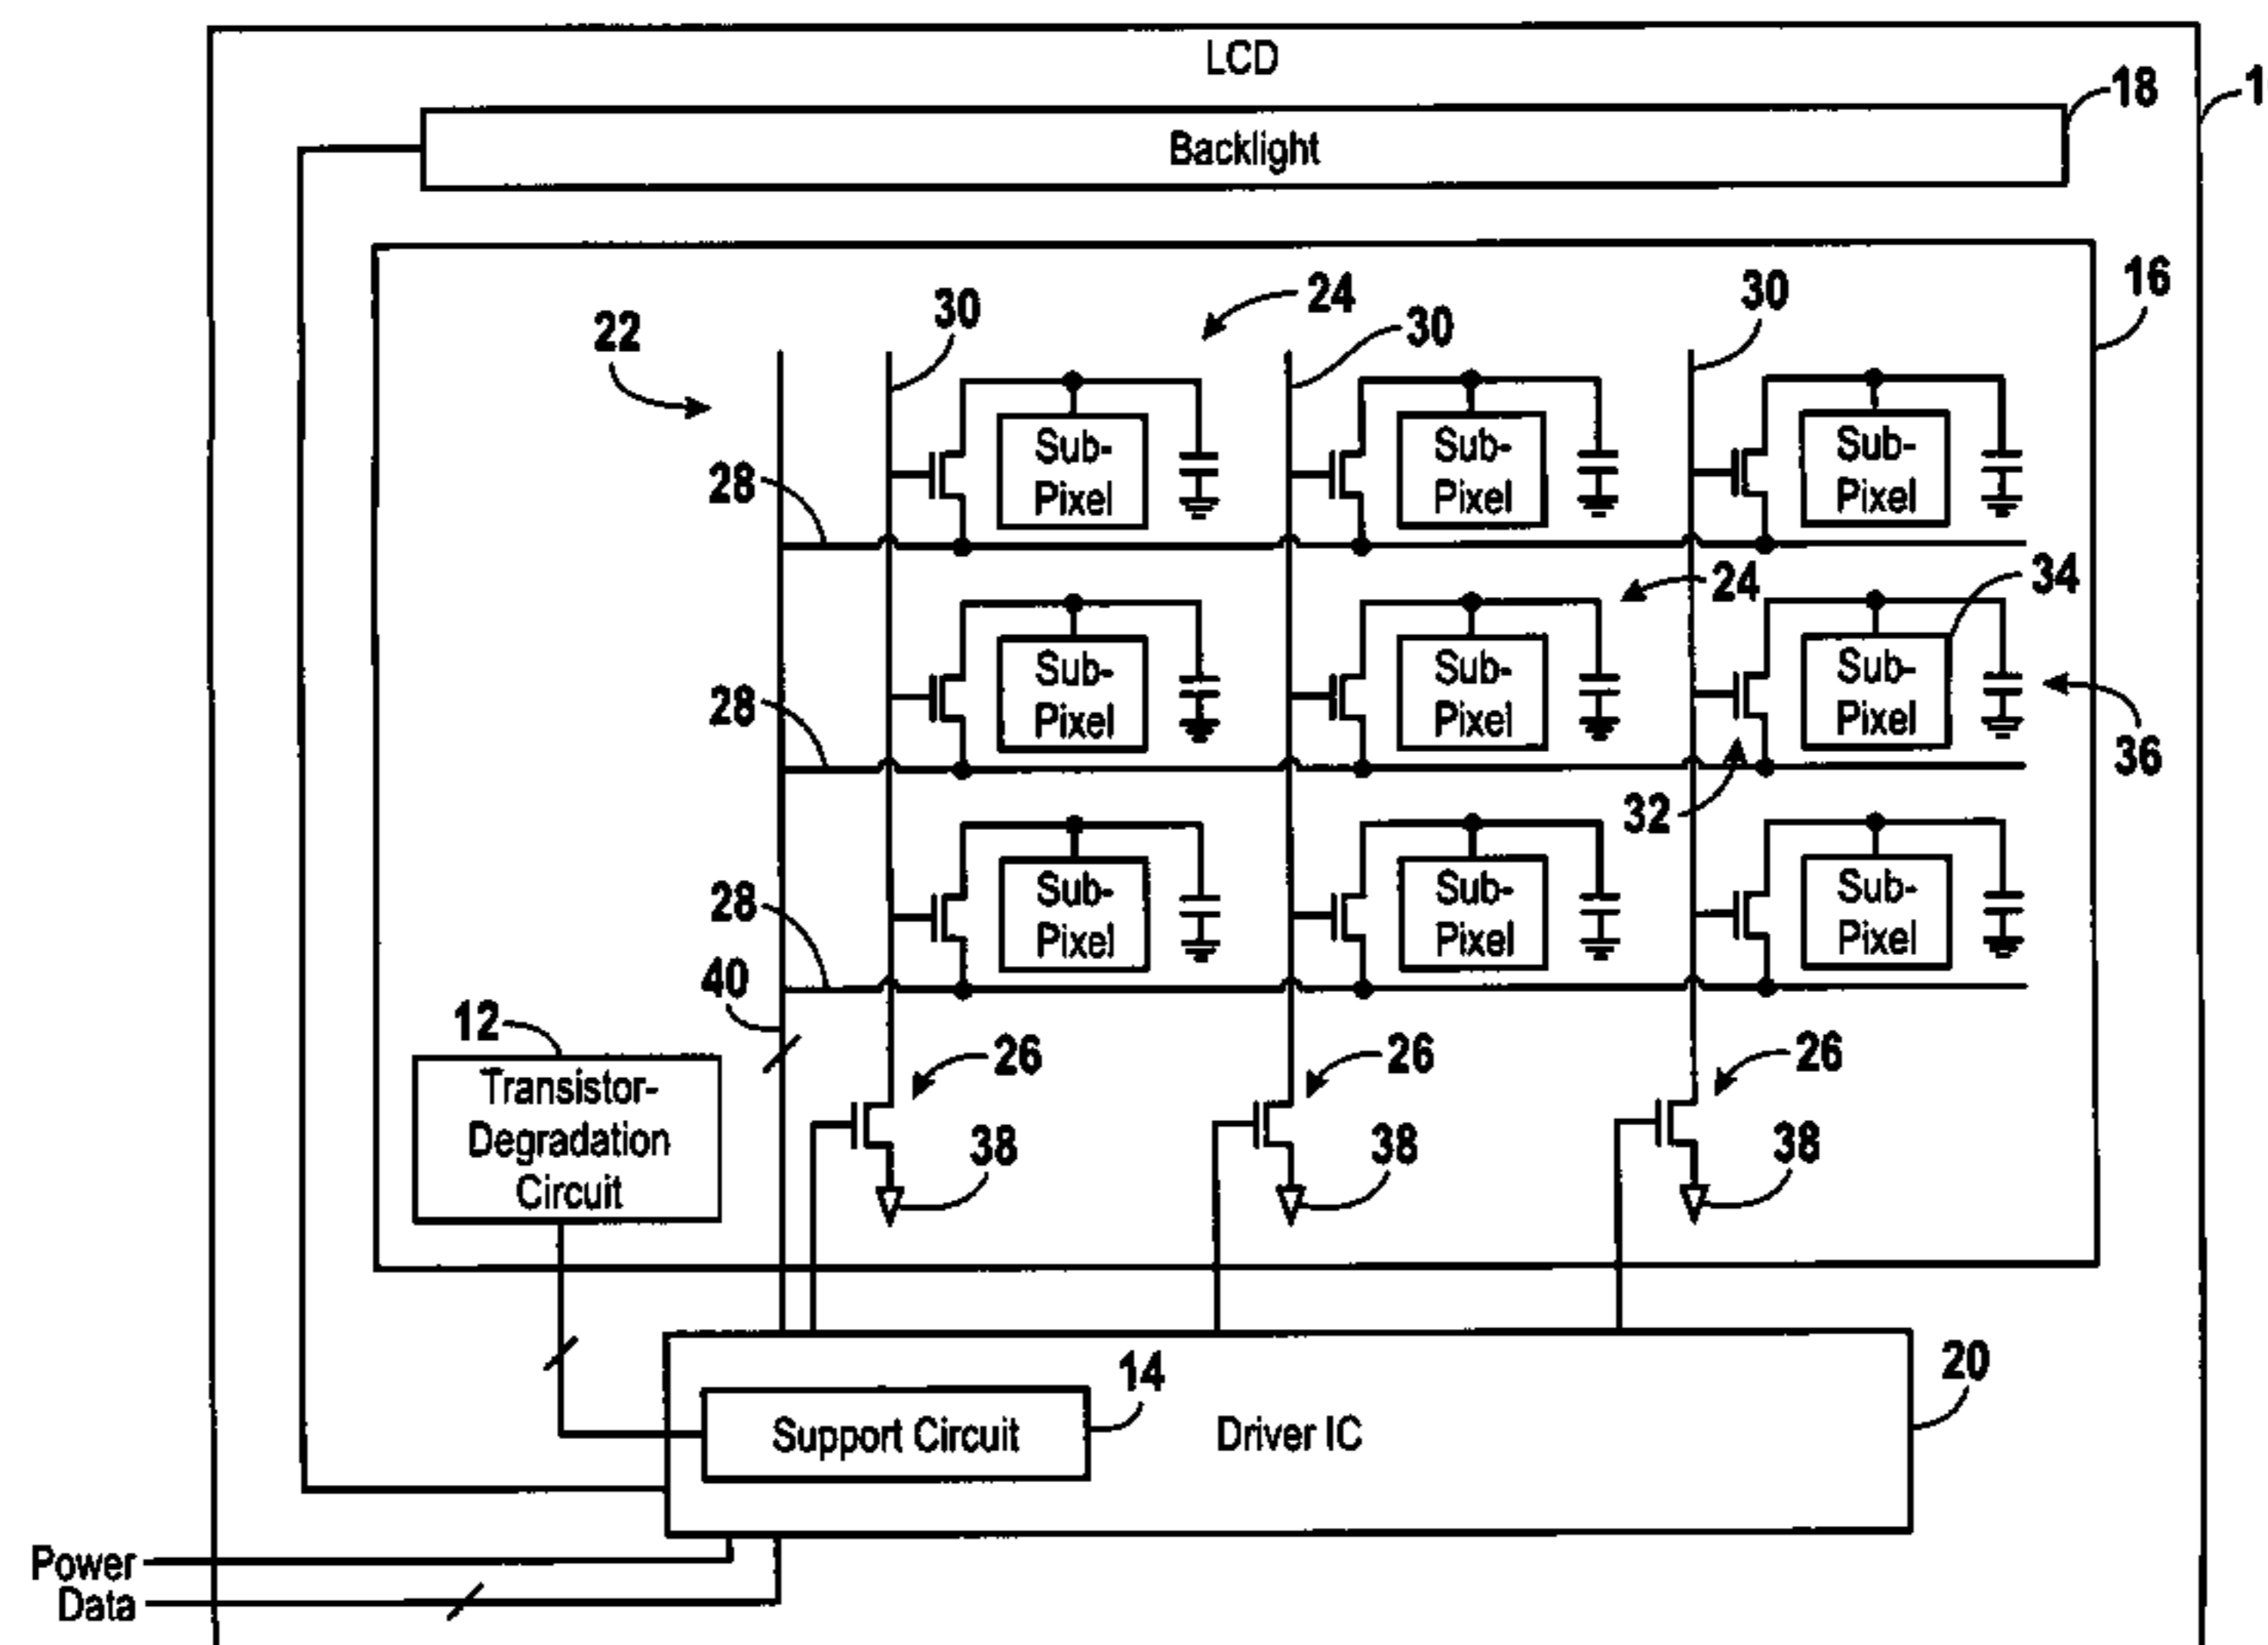 LCD
18
1
Backlight
16
22
30
24
30
30
Sub-
Pixel
Sub-
Pixel
Sub-
Pixel
28
24
34
Sub-
Pixel
Sub-
Pixel
Sub-
Pixel
28
36
32
Sub-
Pixel
Sub-
Pixel
Sub-
Pixel
28
40
12
Transistor-
Degradation
Circuit
26
26
26
38
38
38
14
20
Support Circuit
Driver IC
Power
Data